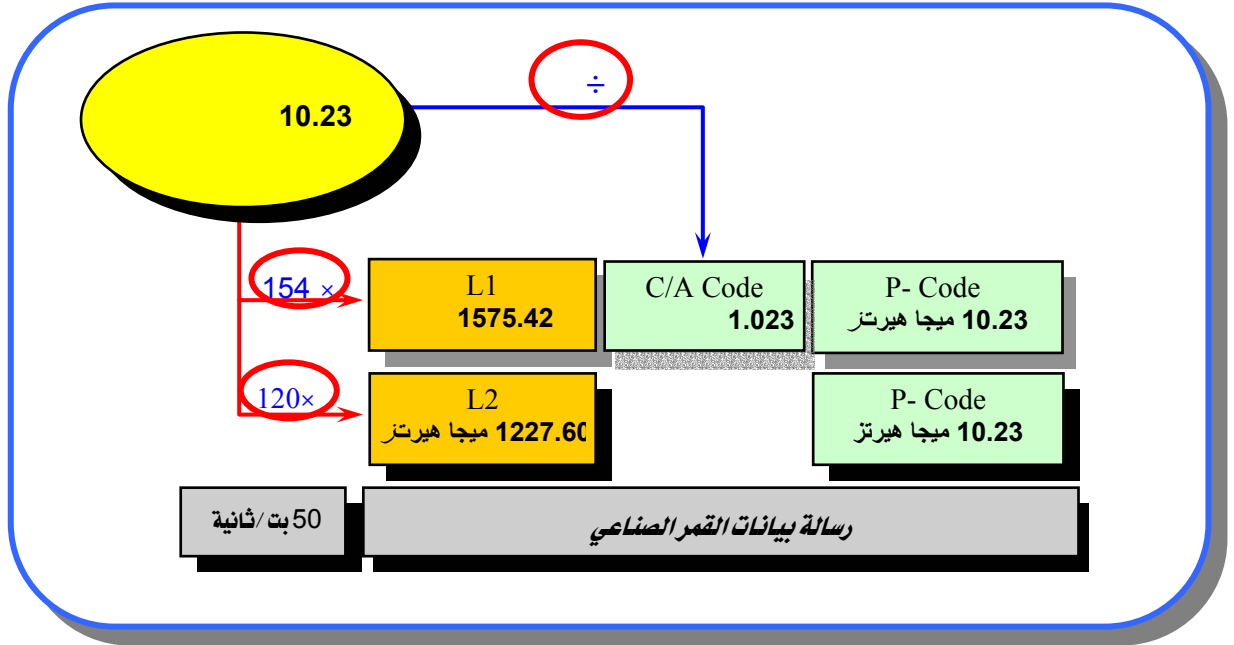 ÷
10.23
154 ×
L1
1575.42
C/A Code
1.023
P- Code
10.23 ميجا هيرتز
120×
L2
1227.60 ميجا هيرتز
P- Code
10.23 ميجا هيرتز
50 بت/ثانية
رسالة بيانات القمر الصناعي